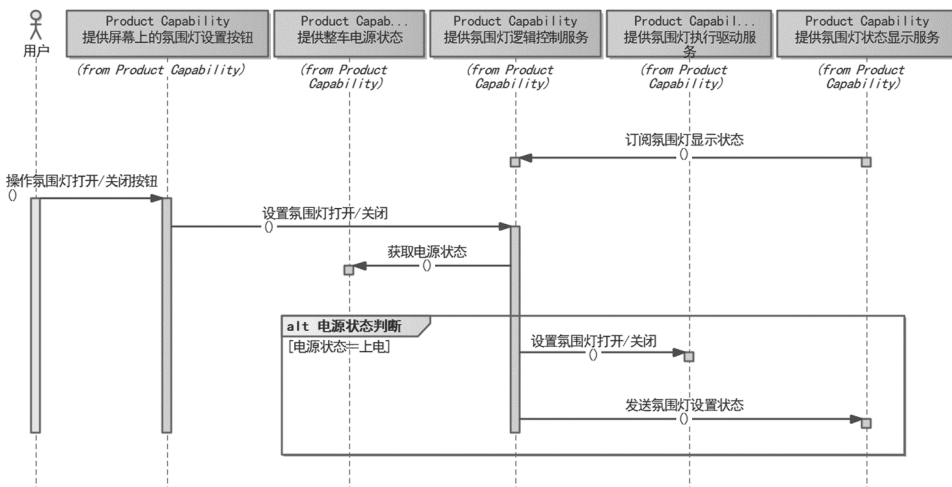 用户
Product Capability
提供屏幕上的氛围灯设置按钮
(from Product Capability)
Product Capab...
提供整车电源状态
(from Product
Capability)
Product Capability
提供氛围灯逻辑控制服务
(from Product
Capability)
Product Capabil...
提供氛围灯执行驱动服
务
(from Product
Capability)
Product Capability
提供氛围灯状态显示服务
(from Product
Capability)
订阅氛围灯显示状态
()
操作氛围灯打开/关闭按钮
()
设置氛围灯打开/关闭
()
获取电源状态
()
alt 电源状态判断
[电源状态==上电]
设置氛围灯打开/关闭
()
发送氛围灯设置状态
()